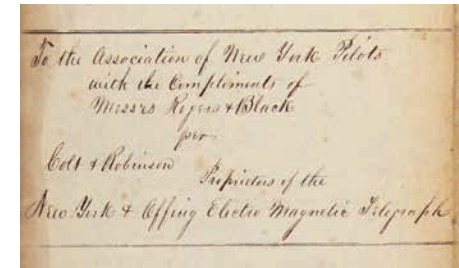 To the Association of New York Pilots
with the Compliments of
Messrs Rogers & Black
per
Colt & Robinson
Proprietors of the
New York & Offing Electro Magnetic Telegraph